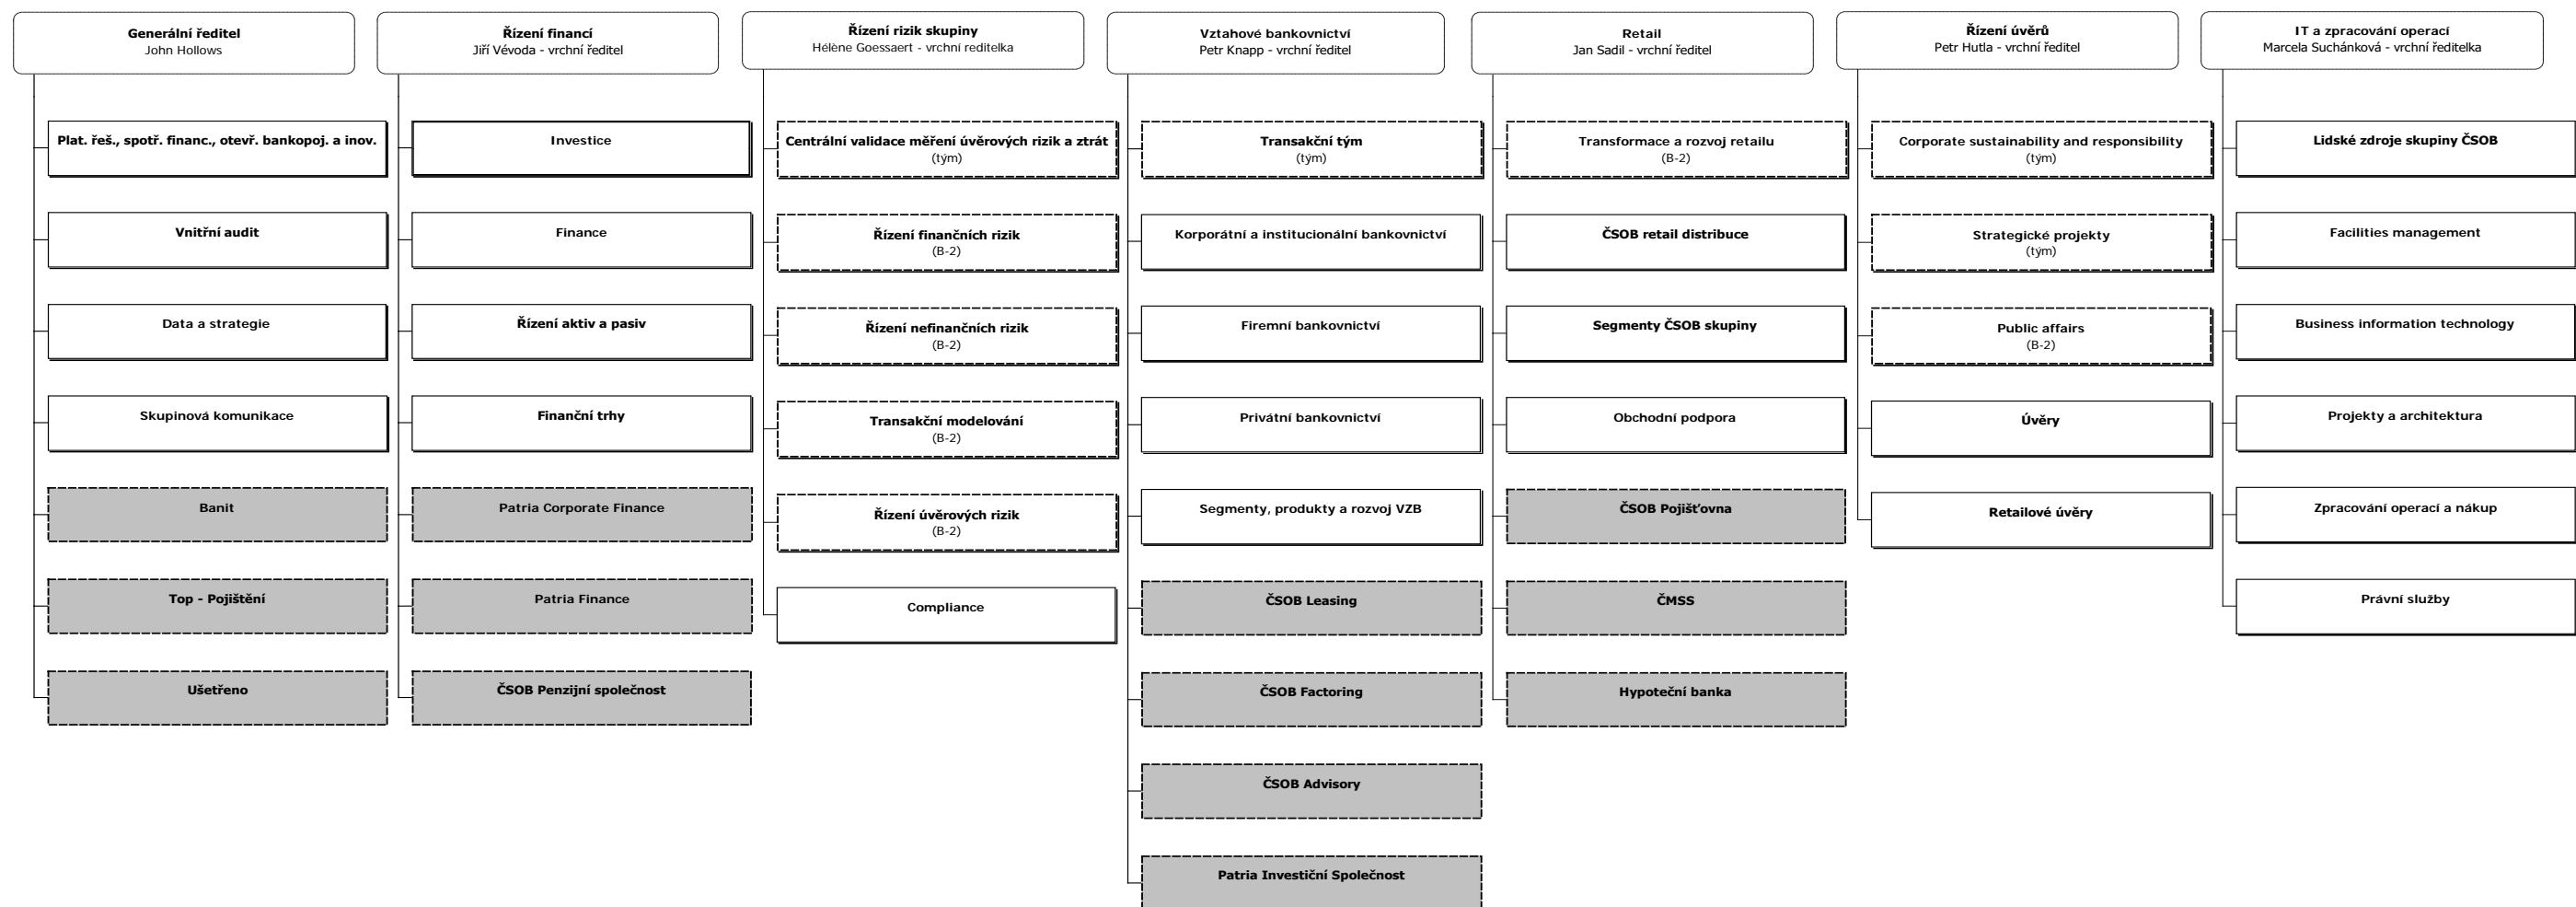 Generální ředitel
John Hollows
Plat. řeš., spotř. financ., otevř. bankopoj. a inov.
Vnitřní audit
Data a strategie
Skupinová komunikace
Banit
Top - Pojištění
Ušetřeno
Řízení financí
Jiří Vévoda - vrchní ředitel
Investice
Finance
Řízení aktiv a pasiv
Finanční trhy
Patria Corporate Finance
Patria Finance
ČSOB Penzijní společnost
Řízení rizik skupiny
Hélène Goessaert - vrchní reditelka
Centrální validace měření úvěrových rizik a ztrát
(tým)
Řízení finančních rizik
(B-2)
Řízení nefinančních rizik
(B-2)
Transakční modelování
(B-2)
Řízení úvěrových rizik
(B-2)
Compliance
Vztahové bankovnictví
Petr Knapp - vrchní ředitel
Transakční tým
(tým)
Korporátní a institucionální bankovnictví
Firemní bankovnictví
Privátní bankovnictví
Segmenty, produkty a rozvoj VZB
ČSOB Leasing
ČSOB Factoring
ČSOB Advisory
Patria Investiční Společnost
Retail
Jan Sadil - vrchní ředitel
Transformace a rozvoj retailu
(B-2)
ČSOB retail distribuce
Segmenty ČSOB skupiny
Obchodní podpora
ČSOB Pojišťovna
ČMSS
Hypoteční banka
Řízení úvěrů
Petr Hutla - vrchní ředitel
Corporate sustainability and responsibility
(tým)
Strategické projekty
(tým)
Public affairs
(B-2)
Úvěry
Retailové úvěry
IT a zpracování operací
Marcela Suchánková - vrchní ředitelka
Lidské zdroje skupiny ČSOB
Facilities management
Business information technology
Projekty a architektura
Zpracování operací a nákup
Právní služby